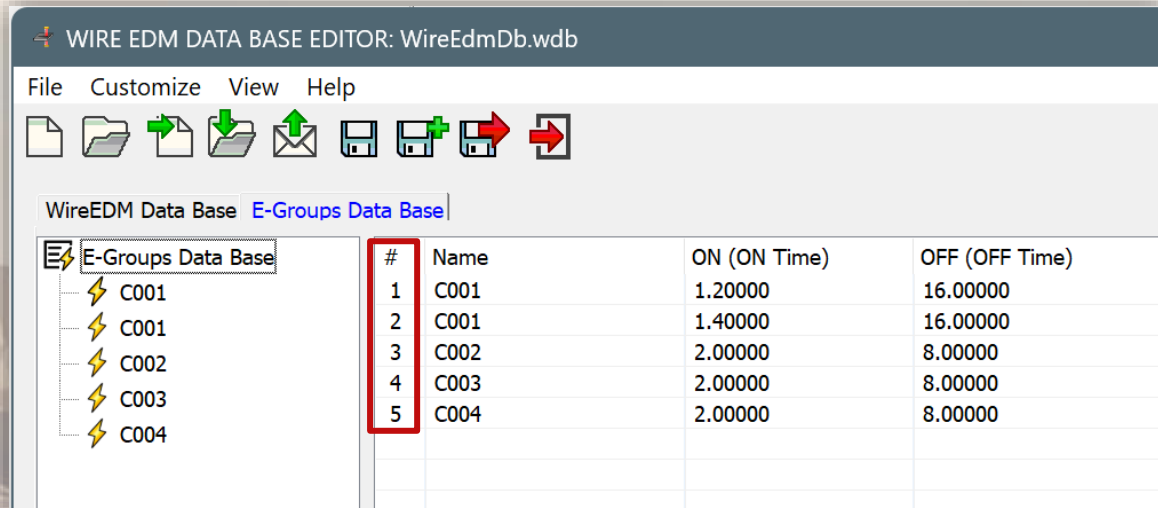 WIRE EDM DATA BASE EDITOR: WireEdmDb.wdb
File Customize View Help
WireEDM Data Base E-Groups Data Base
E-Groups Data Base
C001
C001
C002
C003
C004
# Name ON (ON Time) OFF (OFF Time)
1 C001 1.20000 16.00000
2 C001 1.40000 16.00000
3 C002 2.00000 8.00000
4 C003 2.00000 8.00000
5 C004 2.00000 8.00000